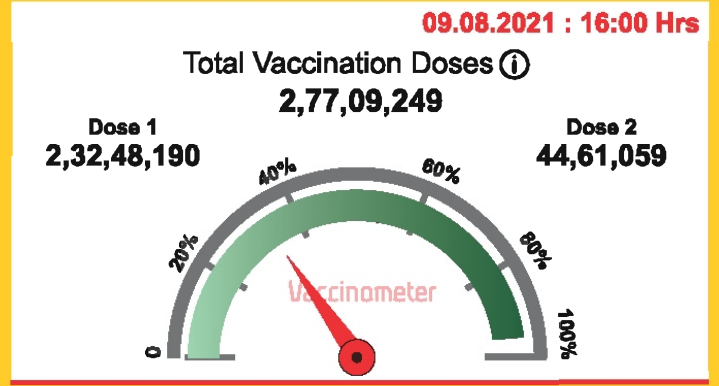 09.08.2021 : 16:00 Hrs
Total Vaccination Doses i
2,77,09,249
Dose 1
2,32,48,190
Dose 2
44,61,059
0
20%
40%
60%
80%
100%
Vaccinometer